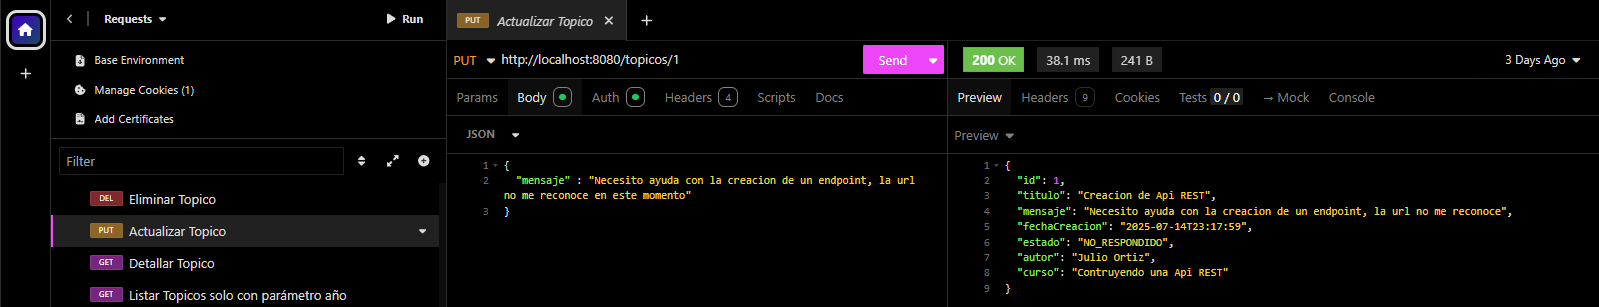 Requests
Run
Base Environment
Manage Cookies (1)
Add Certificates
Filter
DEL Eliminar Topico
PUT Actualizar Topico
GET Detallar Topico
GET Listar Topicos solo con parámetro año
PUT Actualizar Topico
PUT http://localhost:8080/topicos/1 Send
Params Body Auth Headers 4 Scripts Docs
JSON
1 {
2 "mensaje" : "Necesito ayuda con la creacion de un endpoint, la url
no me reconoce en este momento"
3 }
200 OK 38.1 ms 241 B 3 Days Ago
Preview Headers 9 Cookies Tests 0 / 0 → Mock Console
Preview
1 {
2 "id": 1,
3 "titulo": "Creacion de Api REST",
4 "mensaje": "Necesito ayuda con la creacion de un endpoint, la url no me reconoce",
5 "fechaCreacion": "2025-07-14T23:17:59",
6 "estado": "NO_RESPONDIDO",
7 "autor": "Julio Ortiz",
8 "curso": "Contruyendo una Api REST"
9 }